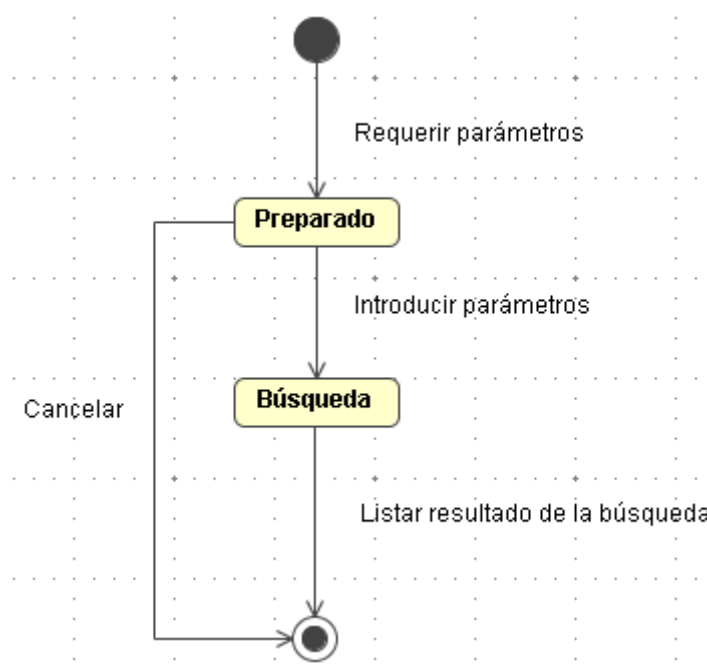 Requerir parámetros
Preparado
Introducir parámetros
Búsqueda
Cancelar
Listar resultado de la búsqueda